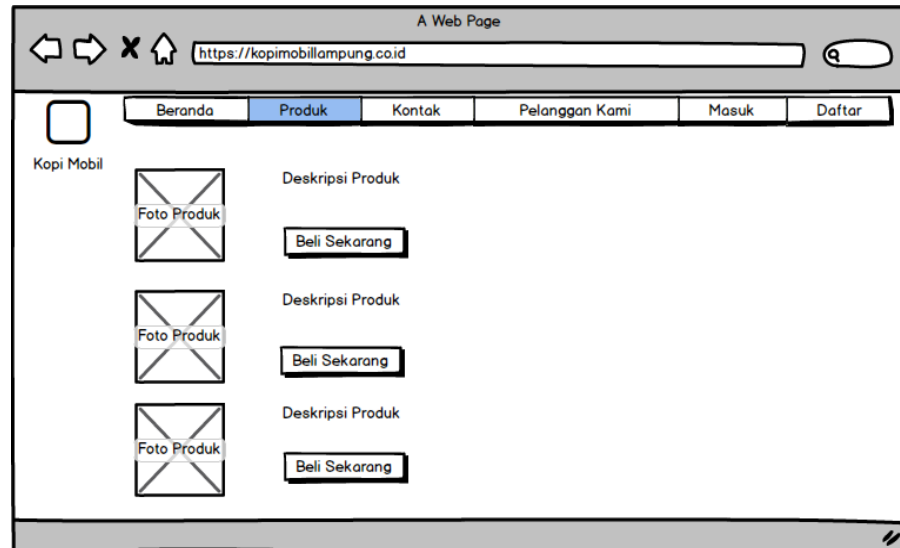 A Web Page
https://kopimobillampung.co.id
Beranda Produk Kontak Pelanggan Kami Masuk Daftar
Kopi Mobil
Deskripsi Produk
Foto Produk
Beli Sekarang
Deskripsi Produk
Foto Produk
Beli Sekarang
Deskripsi Produk
Foto Produk
Beli Sekarang